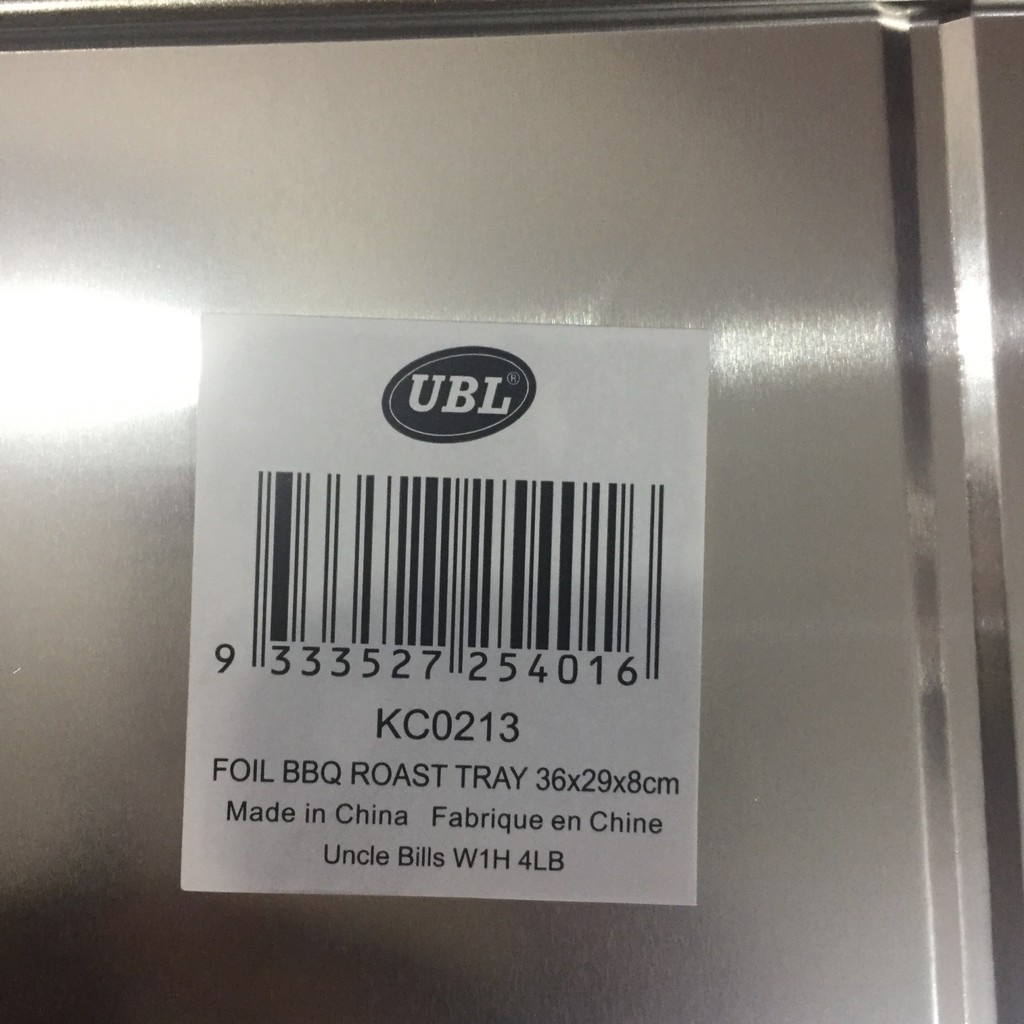 UBL®
9 333527 254016
KC0213
FOIL BBQ ROAST TRAY 36x29x8cm
Made in China Fabrique en Chine
Uncle Bills W1H 4LB